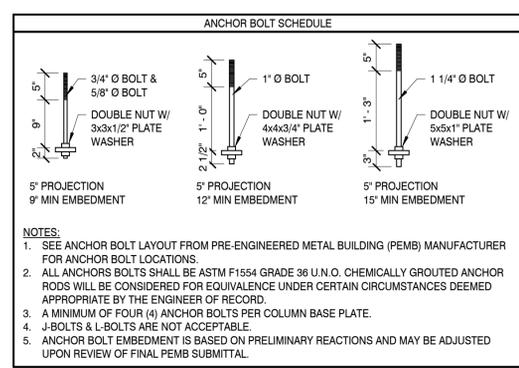 ANCHOR BOLT SCHEDULE
5"
9"
2"
3/4" Ø BOLT &
5/8" Ø BOLT
DOUBLE NUT W/
3x3x1/2" PLATE
WASHER
5" PROJECTION
9" MIN EMBEDMENT
5"
1' - 0"
2 1/2"
1" Ø BOLT
DOUBLE NUT W/
4x4x3/4" PLATE
WASHER
5" PROJECTION
12" MIN EMBEDMENT
5"
1' - 3"
3"
1 1/4" Ø BOLT
DOUBLE NUT W/
5x5x1" PLATE
WASHER
5" PROJECTION
15" MIN EMBEDMENT
NOTES:
1. SEE ANCHOR BOLT LAYOUT FROM PRE-ENGINEERED METAL BUILDING (PEMB) MANUFACTURER
FOR ANCHOR BOLT LOCATIONS.
2. ALL ANCHORS BOLTS SHALL BE ASTM F1554 GRADE 36 U.N.O. CHEMICALLY GROUTED ANCHOR
RODS WILL BE CONSIDERED FOR EQUIVALENCE UNDER CERTAIN CIRCUMSTANCES DEEMED
APPROPRIATE BY THE ENGINEER OF RECORD.
3. A MINIMUM OF FOUR (4) ANCHOR BOLTS PER COLUMN BASE PLATE.
4. J-BOLTS & L-BOLTS ARE NOT ACCEPTABLE.
5. ANCHOR BOLT EMBEDMENT IS BASED ON PRELIMINARY REACTIONS AND MAY BE ADJUSTED
UPON REVIEW OF FINAL PEMB SUBMITTAL.